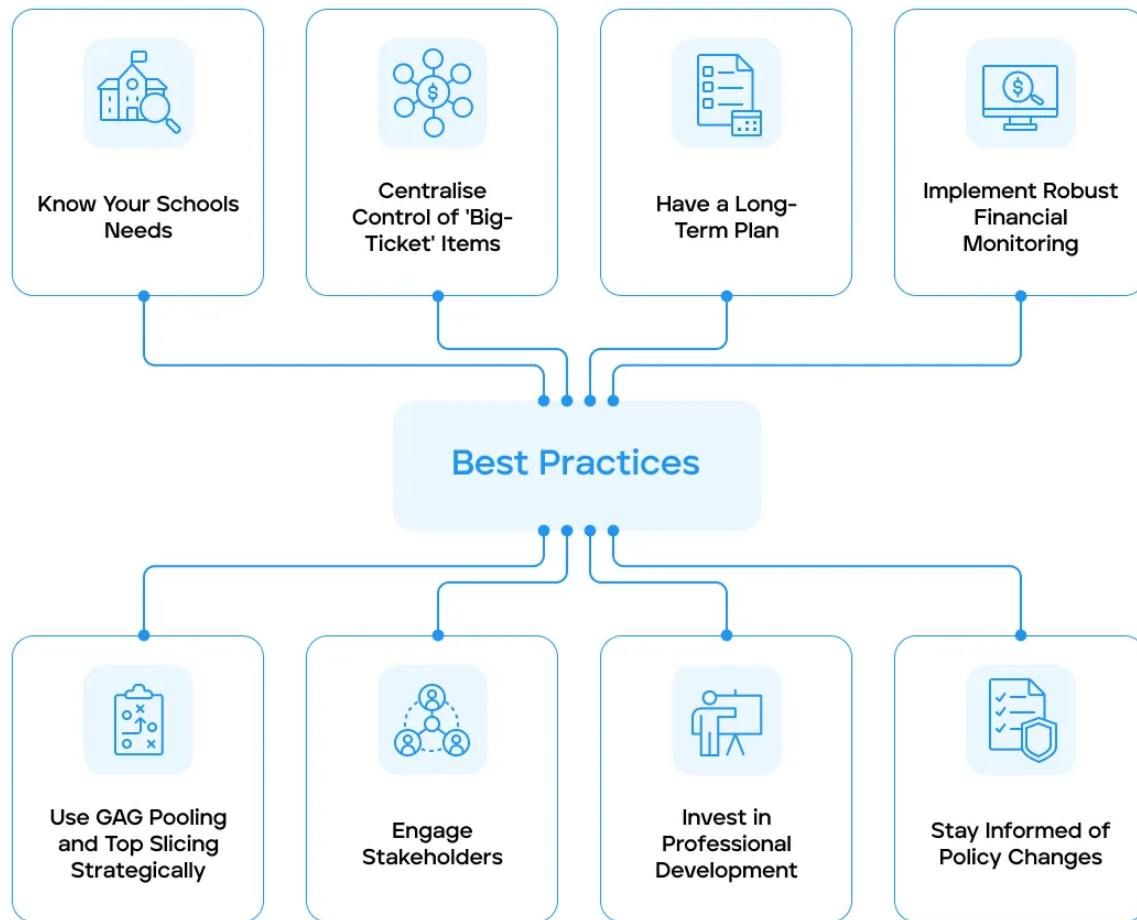 Know Your Schools
Needs
Centralise
Control of 'Big-
Ticket' Items
Have a Long-
Term Plan
Implement Robust
Financial
Monitoring
Best Practices
Use GAG Pooling
and Top Slicing
Strategically
Engage
Stakeholders
Invest in
Professional
Development
Stay Informed of
Policy Changes